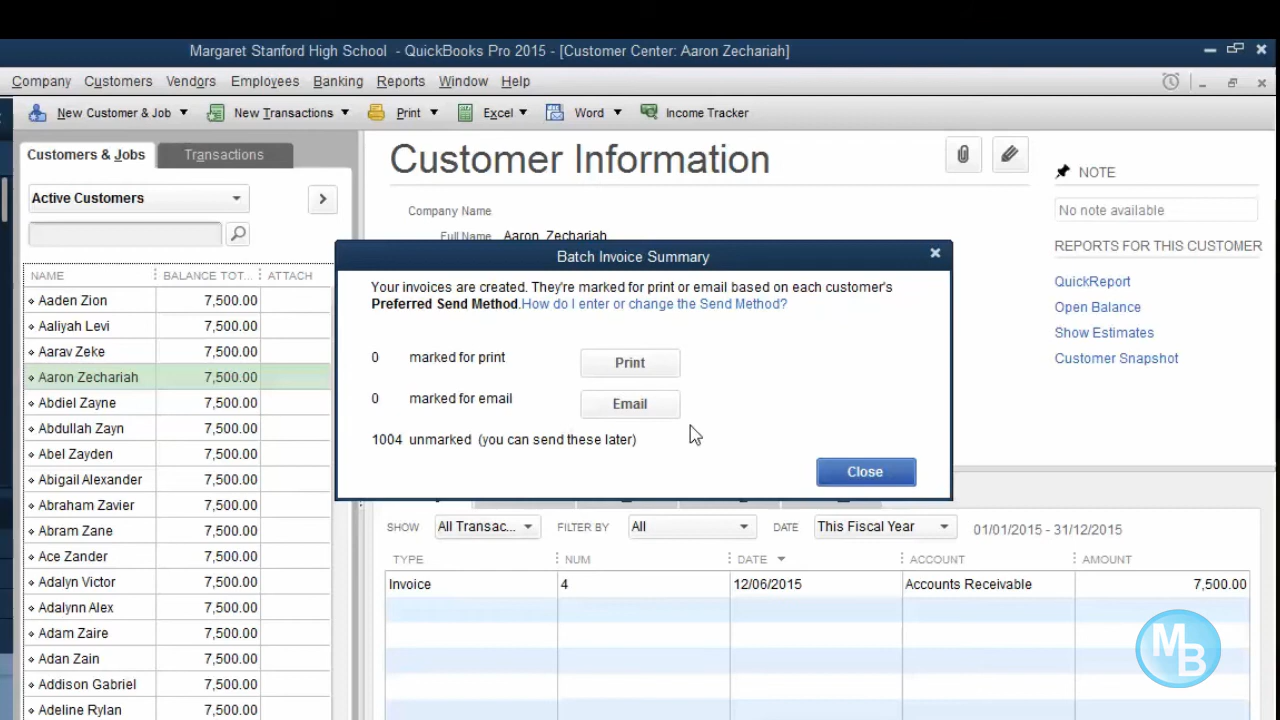 Margaret Stanford High School - QuickBooks Pro 2015 - [Customer Center: Aaron Zechariah]
Company Customers Vendors Employees Banking Reports Window Help
New Customer & Job New Transactions Print Excel Word Income Tracker
Customers & Jobs Transactions
Active Customers
NAME BALANCE TOT... ATTACH
Aaden Zion 7,500.00
Aaliyah Levi 7,500.00
Aarav Zeke 7,500.00
Aaron Zechariah 7,500.00
Abdiel Zayne 7,500.00
Abdullah Zayn 7,500.00
Abel Zayden 7,500.00
Abigail Alexander 7,500.00
Abraham Zavier 7,500.00
Abram Zane 7,500.00
Ace Zander 7,500.00
Adalyn Victor 7,500.00
Adalynn Alex 7,500.00
Adam Zaire 7,500.00
Adan Zain 7,500.00
Addison Gabriel 7,500.00
Adeline Rylan 7,500.00
Customer Information
Company Name
Full Name Aaron Zechariah
NOTE
No note available
REPORTS FOR THIS CUSTOMER
QuickReport
Open Balance
Show Estimates
Customer Snapshot
Batch Invoice Summary
Your invoices are created. They're marked for print or email based on each customer's
Preferred Send Method.How do I enter or change the Send Method?
0 marked for print Print
0 marked for email Email
1004 unmarked (you can send these later)
Close
SHOW All Transac... FILTER BY All DATE This Fiscal Year 01/01/2015 - 31/12/2015
TYPE NUM DATE ACCOUNT AMOUNT
Invoice 4 12/06/2015 Accounts Receivable 7,500.00
MB